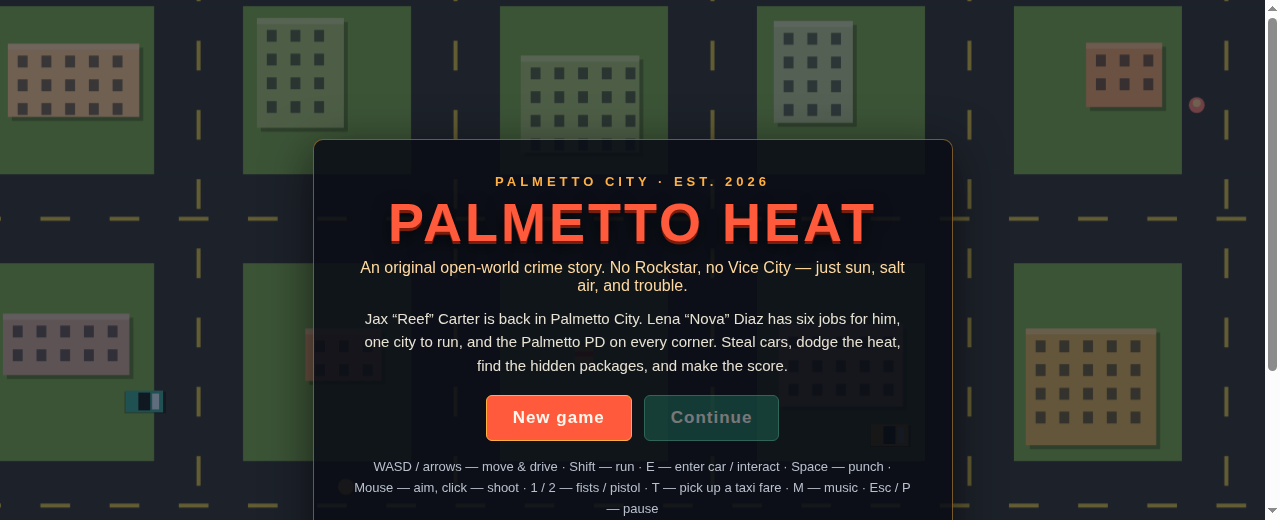 PALMETTO CITY · EST. 2026
PALMETTO HEAT
An original open-world crime story. No Rockstar, no Vice City — just sun, salt
air, and trouble.
Jax “Reef” Carter is back in Palmetto City. Lena “Nova” Diaz has six jobs for him,
one city to run, and the Palmetto PD on every corner. Steal cars, dodge the heat,
find the hidden packages, and make the score.
New game
Continue
WASD / arrows — move & drive · Shift — run · E — enter car / interact · Space — punch ·
Mouse — aim, click — shoot · 1 / 2 — fists / pistol · T — pick up a taxi fare · M — music · Esc / P
— pause